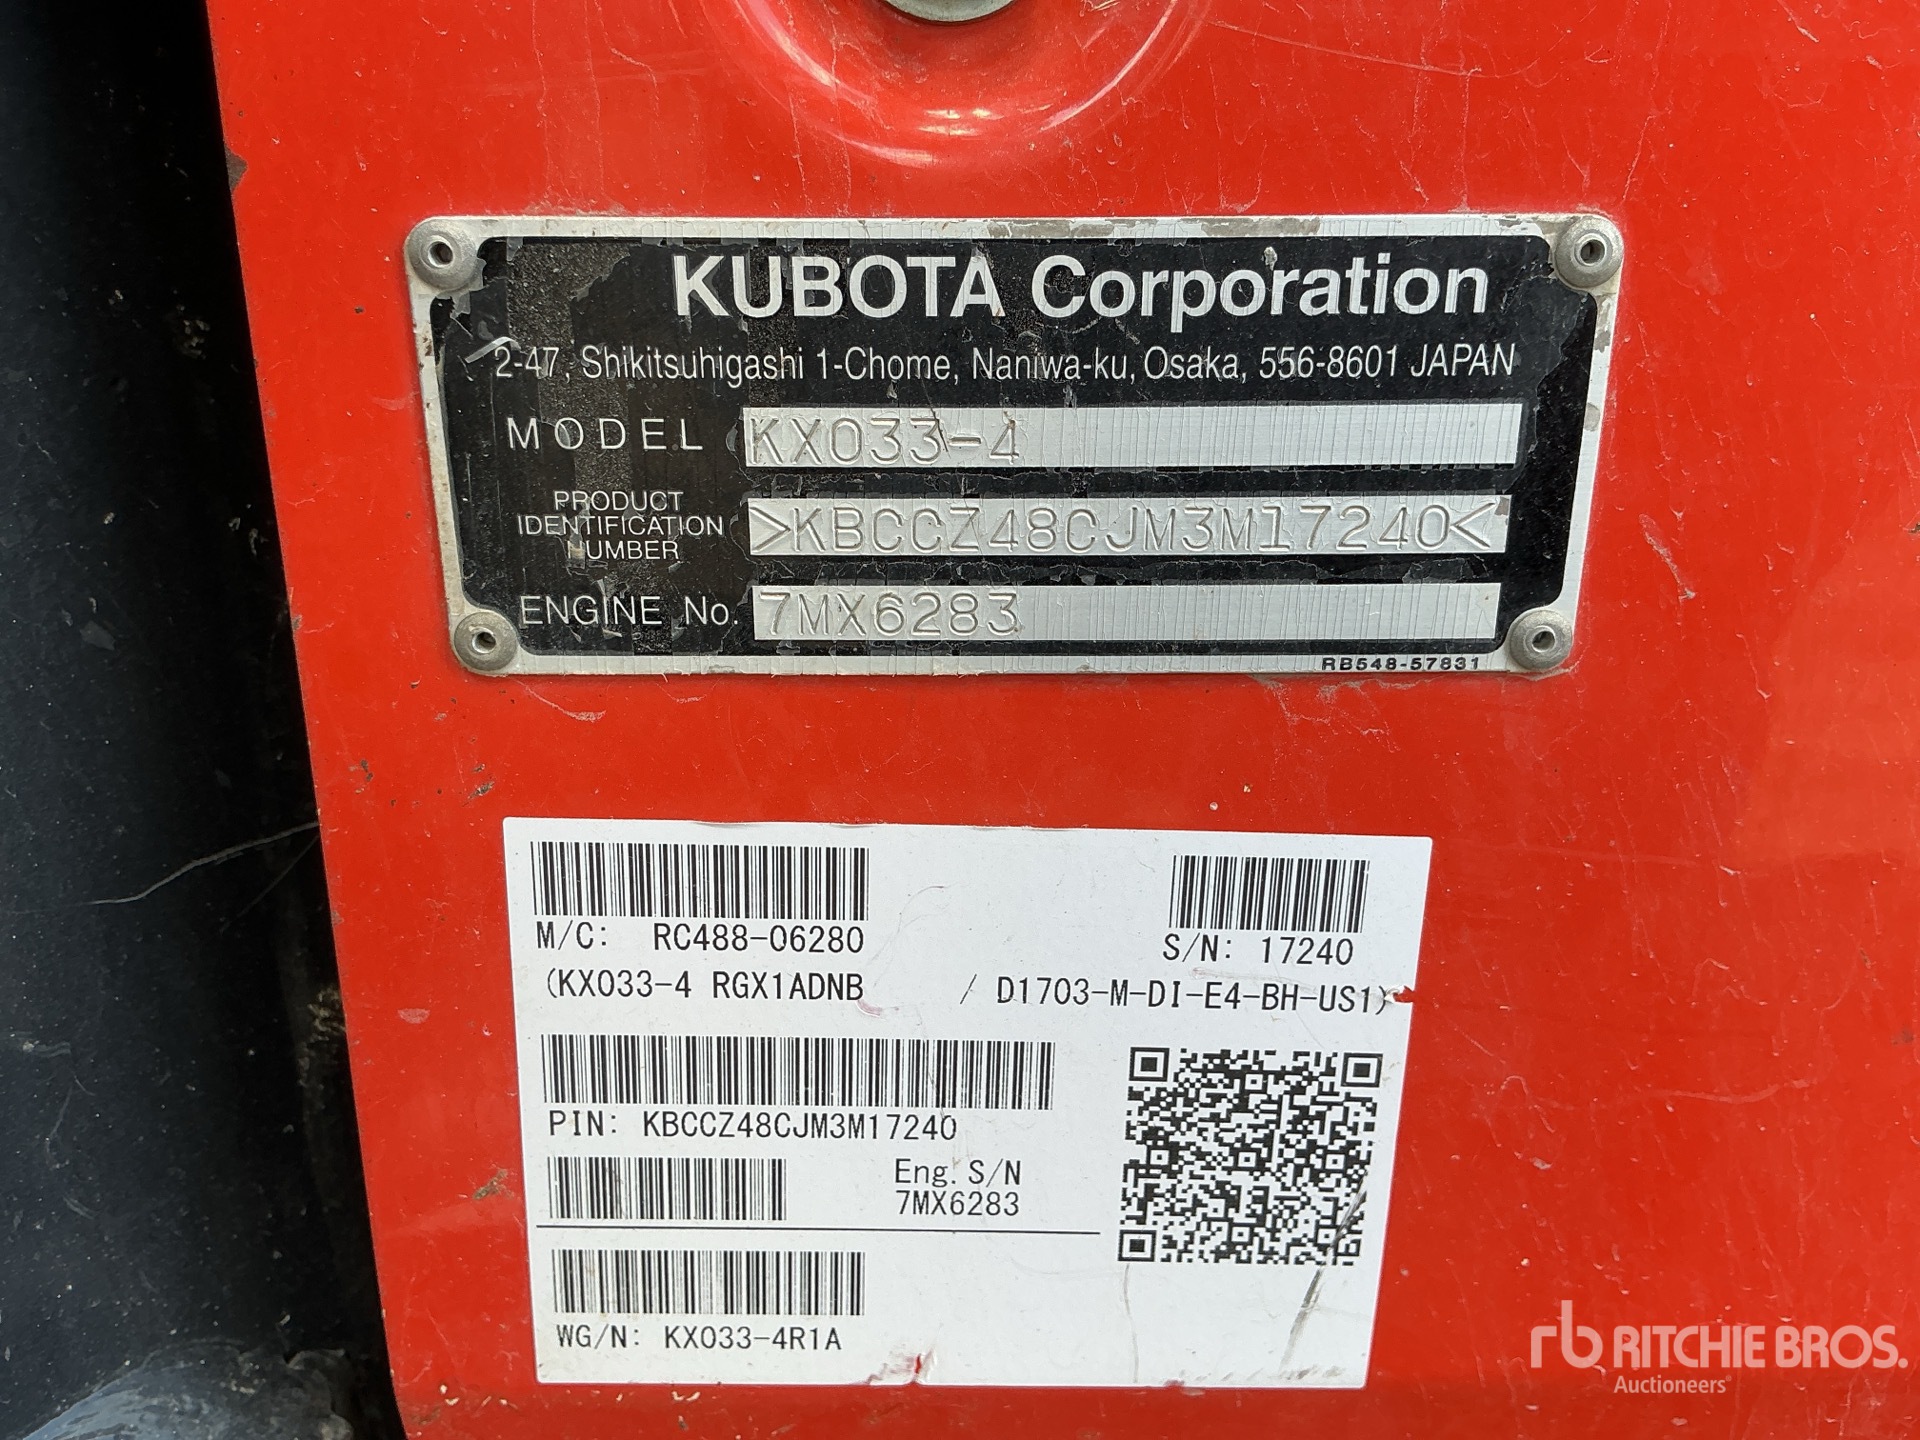 KUBOTA Corporation
2-47, Shikitsuhigashi 1-Chome, Naniwa-ku, Osaka, 556-8601 JAPAN
MODEL KX033-4
PRODUCT
IDENTIFICATION
NUMBER >KBCCZ48CJM3M17240<
ENGINE No. 7MX6283
RB548-57831
M/C: RC488-06280
S/N: 17240
(KX033-4 RGX1ADNB / D1703-M-DI-E4-BH-US1)
PIN: KBCCZ48CJM3M17240
Eng. S/N
7MX6283
WG/N: KX033-4R1A
rb RITCHIE BROS.
Auctioneers